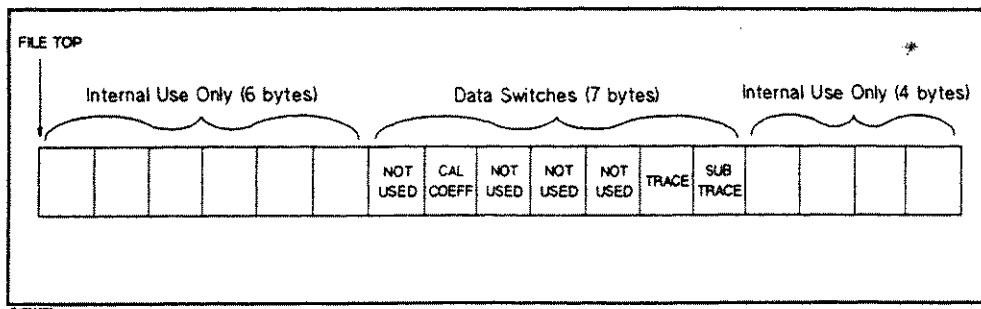 FILE TOP
Internal Use Only (6 bytes)
Data Switches (7 bytes)
Internal Use Only (4 bytes)
NOT USED
CAL COEFF
NOT USED
NOT USED
NOT USED
TRACE
SUB TRACE